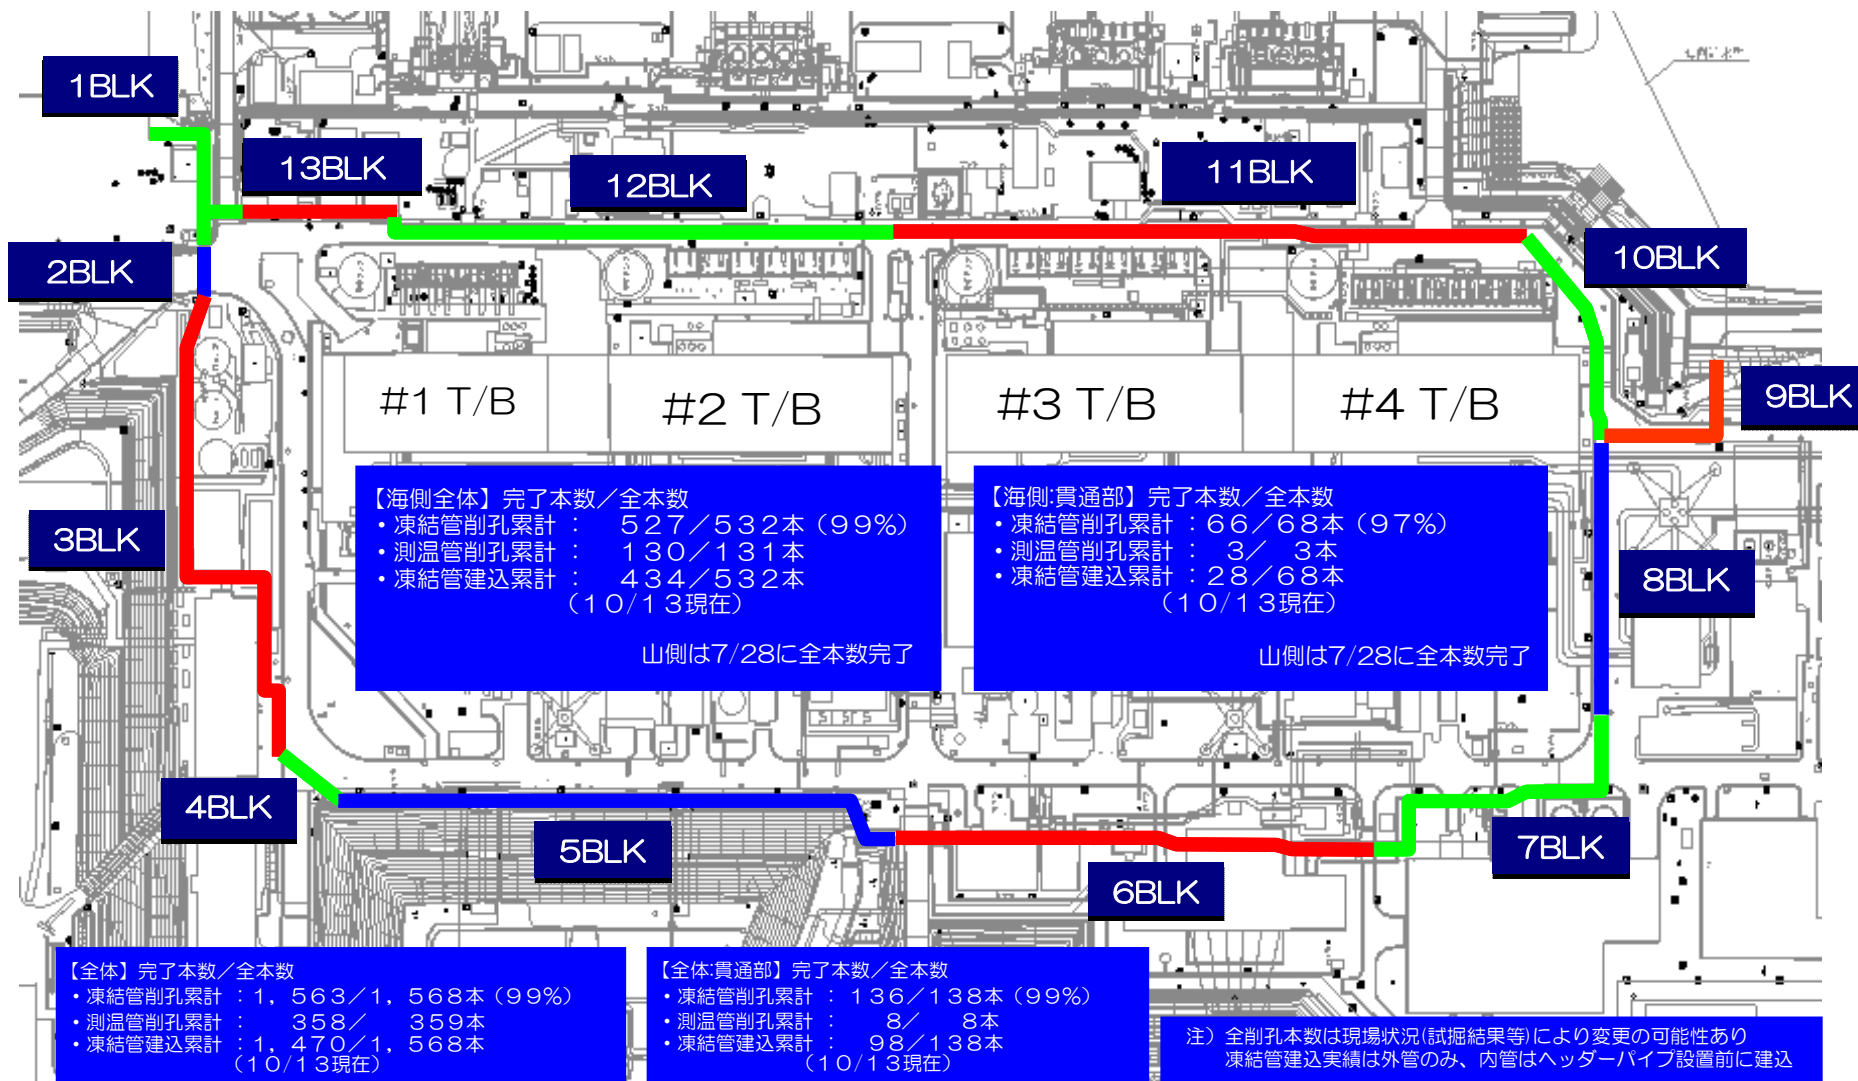 1BLK
13BLK
12BLK
11BLK
2BLK
10BLK
9BLK
#1 T/B
#2 T/B
#3 T/B
#4 T/B
3BLK
8BLK
【海側全体】完了本数／全本数
・凍結管削孔累計 ： 527／532本（99%）
・測温管削孔累計 ： 130／131本
・凍結管建込累計 ： 434／532本
（10/13現在）
山側は7/28に全本数完了
【海側:貫通部】完了本数／全本数
・凍結管削孔累計 ：66／68本（97%）
・測温管削孔累計 ： 3／ 3本
・凍結管建込累計 ：28／68本
（10/13現在）
山側は7/28に全本数完了
4BLK
5BLK
6BLK
7BLK
【全体】完了本数／全本数
・凍結管削孔累計 ：1，563／1，568本（99%）
・測温管削孔累計 ： 358／ 359本
・凍結管建込累計 ：1，470／1，568本
（10/13現在）
【全体:貫通部】完了本数／全本数
・凍結管削孔累計 ： 136／138本（99%）
・測温管削孔累計 ： 8／ 8本
・凍結管建込累計 ： 98／138本
（10/13現在）
注）全削孔本数は現場状況(試掘結果等)により変更の可能性あり
凍結管建込実績は外管のみ、内管はヘッダーパイプ設置前に建込